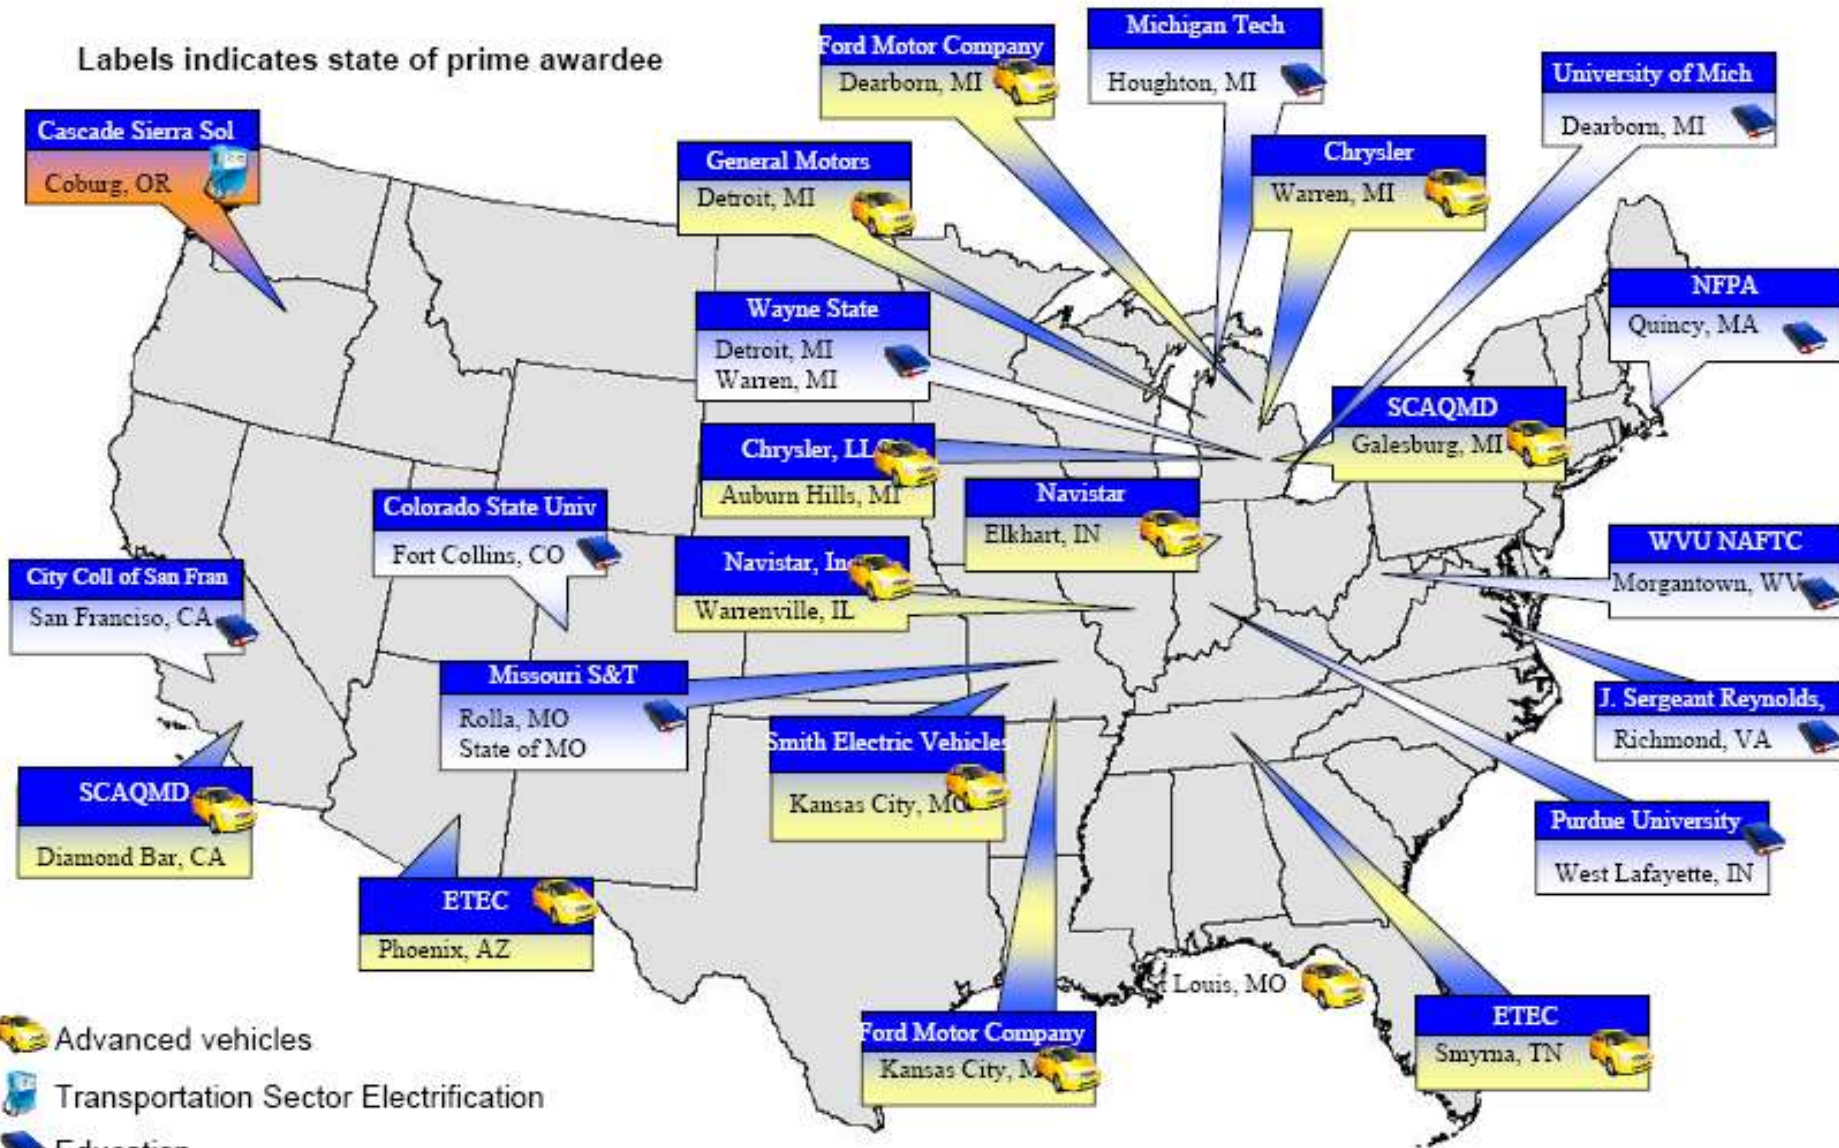 Labels indicates state of prime awardee
Ford Motor Company
Dearborn, MI
Michigan Tech
Houghton, MI
University of Mich
Dearborn, MI
Cascade Sierra Sol
Coburg, OR
General Motors
Detroit, MI
Chrysler
Warren, MI
NFPA
Quincy, MA
Wayne State
Detroit, MI
Warren, MI
SCAQMD
Galesburg, MI
Chrysler, LL
Auburn Hills, MI
Navistar
Elkhart, IN
Colorado State Univ
Fort Collins, CO
WVU NAFTC
Morgantown, WV
Navistar, In
Warrenville, IL
City Coll of San Fran
San Franciso, CA
Missouri S&T
Rolla, MO
State of MO
J. Sergeant Reynolds,
Richmond, VA
Smith Electric Vehicles
Kansas City, MO
SCAQMD
Diamond Bar, CA
Purdue University
West Lafayette, IN
ETEC
Phoenix, AZ
t Louis, MO
ETEC
Smyrna, TN
Ford Motor Company
Kansas City, M
Advanced vehicles
Transportation Sector Electrification
Education